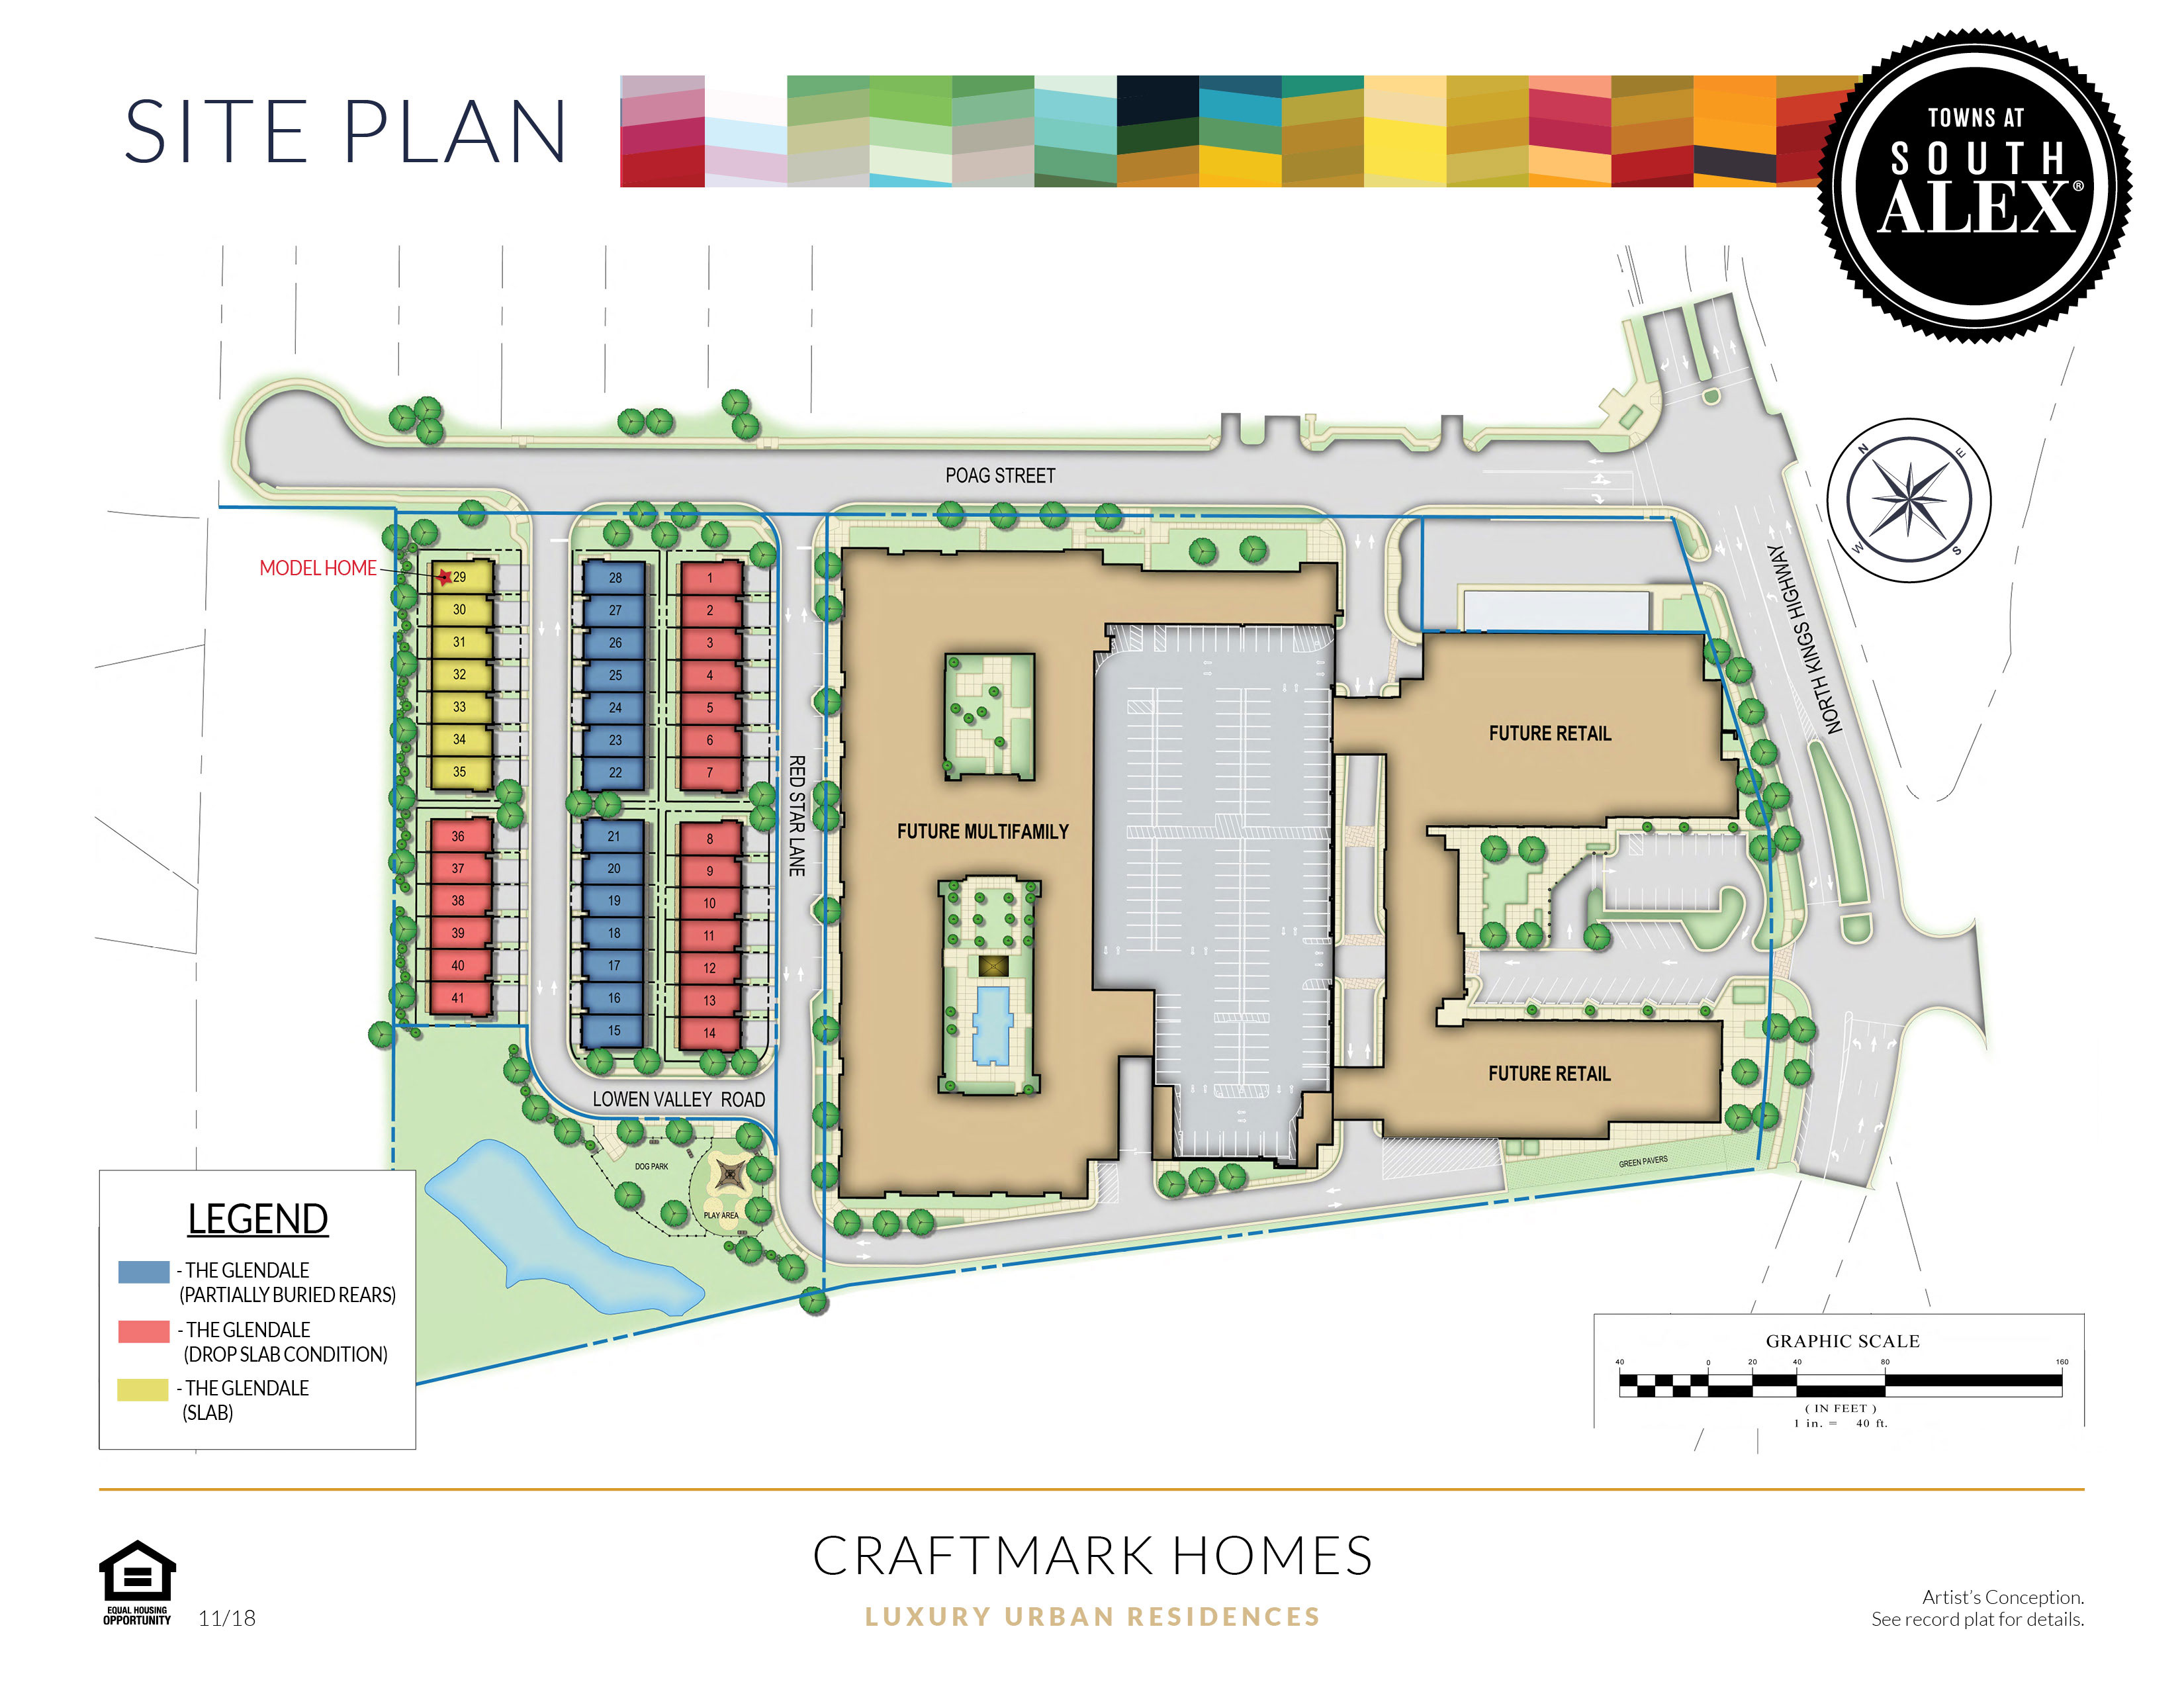 SITE PLAN
TOWNS AT
SOUTH
ALEX®
POAG STREET
N
E
W
S
MODEL HOME
29
30
31
32
33
34
35
36
37
38
39
40
41
28
27
26
25
24
23
22
21
20
19
18
17
16
15
1
2
3
4
5
6
7
8
9
10
11
12
13
14
RED STAR LANE
NORTH KINGS HIGHWAY
FUTURE MULTIFAMILY
FUTURE RETAIL
FUTURE RETAIL
LOWEN VALLEY ROAD
DOG PARK
PLAY AREA
GREEN PAVERS
LEGEND
- THE GLENDALE
(PARTIALLY BURIED REARS)
- THE GLENDALE
(DROP SLAB CONDITION)
- THE GLENDALE
(SLAB)
GRAPHIC SCALE
40 0 20 40 80 160
( IN FEET )
1 in. = 40 ft.
CRAFTMARK HOMES
LUXURY URBAN RESIDENCES
EQUAL HOUSING
OPPORTUNITY
11/18
Artist's Conception.
See record plat for details.